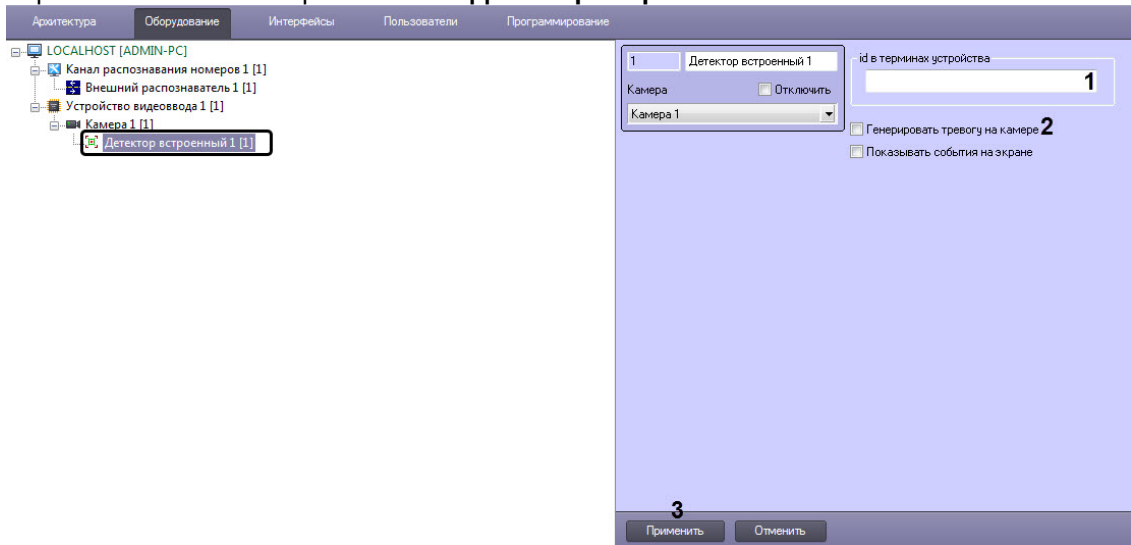 Архитектура Оборудование Интерфейсы Пользователи Программирование
LOCALHOST [ADMIN-PC]
Канал распознавания номеров 1 [1]
Внешний распознаватель 1 [1]
Устройство видеоввода 1 [1]
Камера 1 [1]
Детектор встроенный 1 [1]
1 Детектор встроенный 1
Камера Отключить
Камера 1
id в терминах устройства
1
Генерировать тревогу на камере 2
Показывать события на экране
3
Применить Отменить